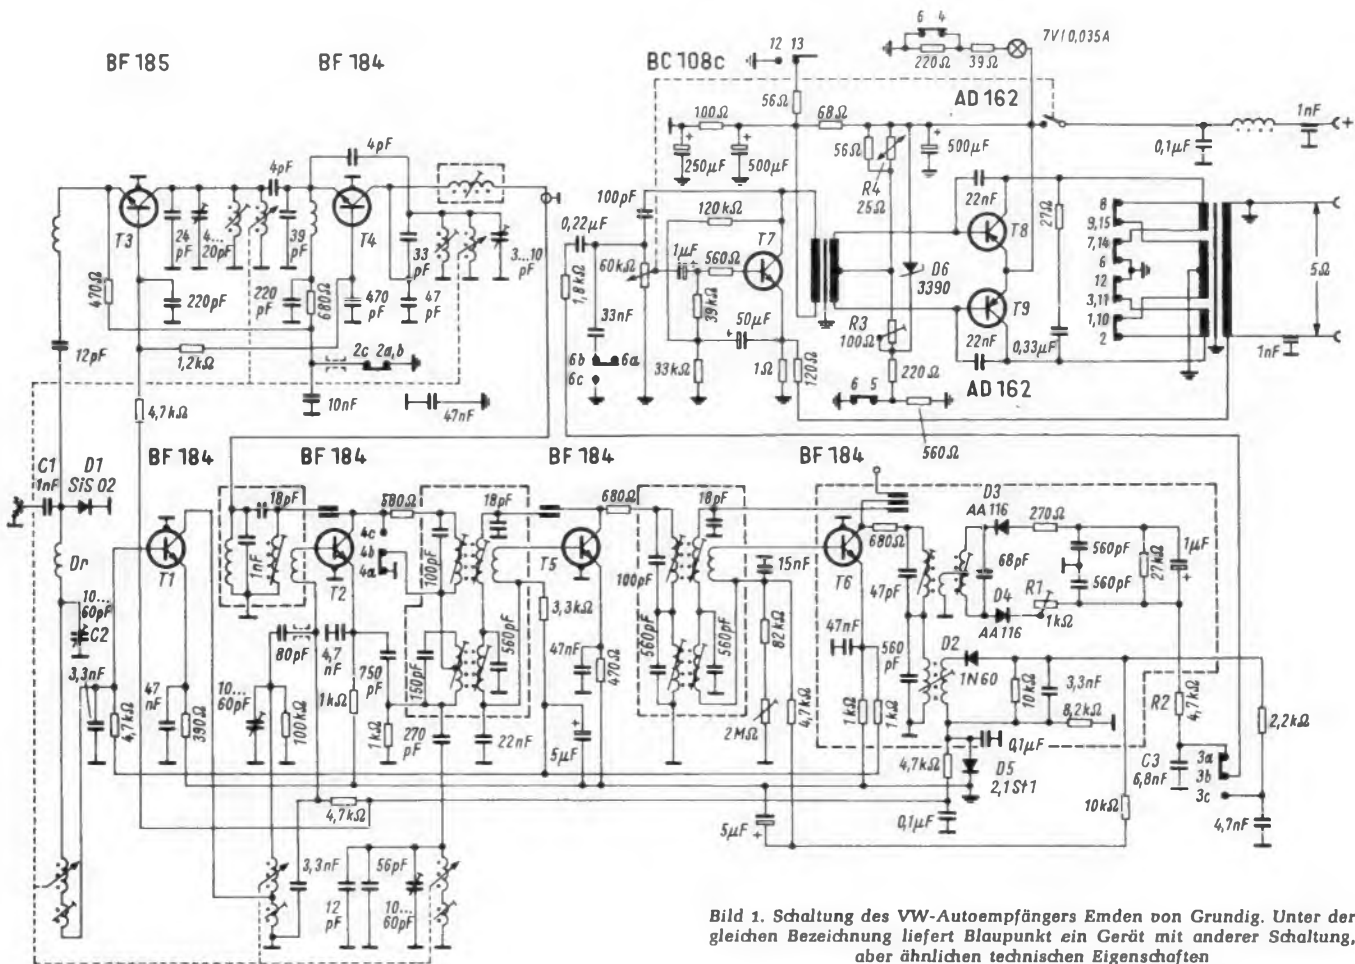 BF 185
BF 184
BC 108c
12 13
6 4
7V/0,035A
220Ω
39Ω
56Ω
AD 162
100Ω
68Ω
1nF
+
250µF
500µF
56Ω
R4
25Ω
500µF
0,1µF
4pF
4pF
T3
24
pF
4...
20pF
39
pF
T4
33
pF
3...10
pF
470Ω
220pF
220
pF
680Ω
470
pF
47
pF
12pF
1,2kΩ
2c 2a,b
10nF
47nF
4,7kΩ
100pF
0,22µF
120kΩ
T7
1µF
560Ω
60kΩ
1,8kΩ
39kΩ
33nF
50µF
6b
6a
6c
33kΩ
1Ω
120Ω
22nF
T8
27Ω
D6
3390
T9
R3
100Ω
22nF
0,33µF
220Ω
AD 162
6 5
560Ω
8
9,15
7,14
6
12
3,11
1,10
2
5Ω
1nF
BF 184
BF 184
BF 184
BF 184
C1
1nF
D1
SiS 02
Dr
T1
10...
60pF
C2
3,3nF
4,7kΩ
47
nF
390Ω
18pF
1nF
T2
4c
4b
4a
580Ω
80pF
4,7
nF
750
pF
10...
60pF
100kΩ
1kΩ
1kΩ
18pF
100pF
150pF
560pF
270
pF
22nF
T5
680Ω
3,3kΩ
47nF
470Ω
5µF
18pF
100pF
560pF
560pF
15nF
82kΩ
2MΩ
4,7kΩ
T6
680Ω
47pF
47nF
560
pF
1kΩ
1kΩ
D3
AA 116
270Ω
68pF
560pF
560pF
27kΩ
1µF
+
D4
AA 116
R1
1kΩ
D2
1N60
10kΩ
3,3nF
8,2kΩ
R2
4,7kΩ
2,2kΩ
0,1µF
4,7kΩ
D5
2,1 St 1
C3
6,8nF
3a
3b
3c
4,7nF
10kΩ
0,1µF
5µF
+
4,7kΩ
3,3nF
56pF
12
pF
10...
60pF
Bild 1. Schaltung des VW-Autoempfängers Emden von Grundig. Unter der
gleichen Bezeichnung liefert Blaupunkt ein Gerät mit anderer Schaltung,
aber ähnlichen technischen Eigenschaften